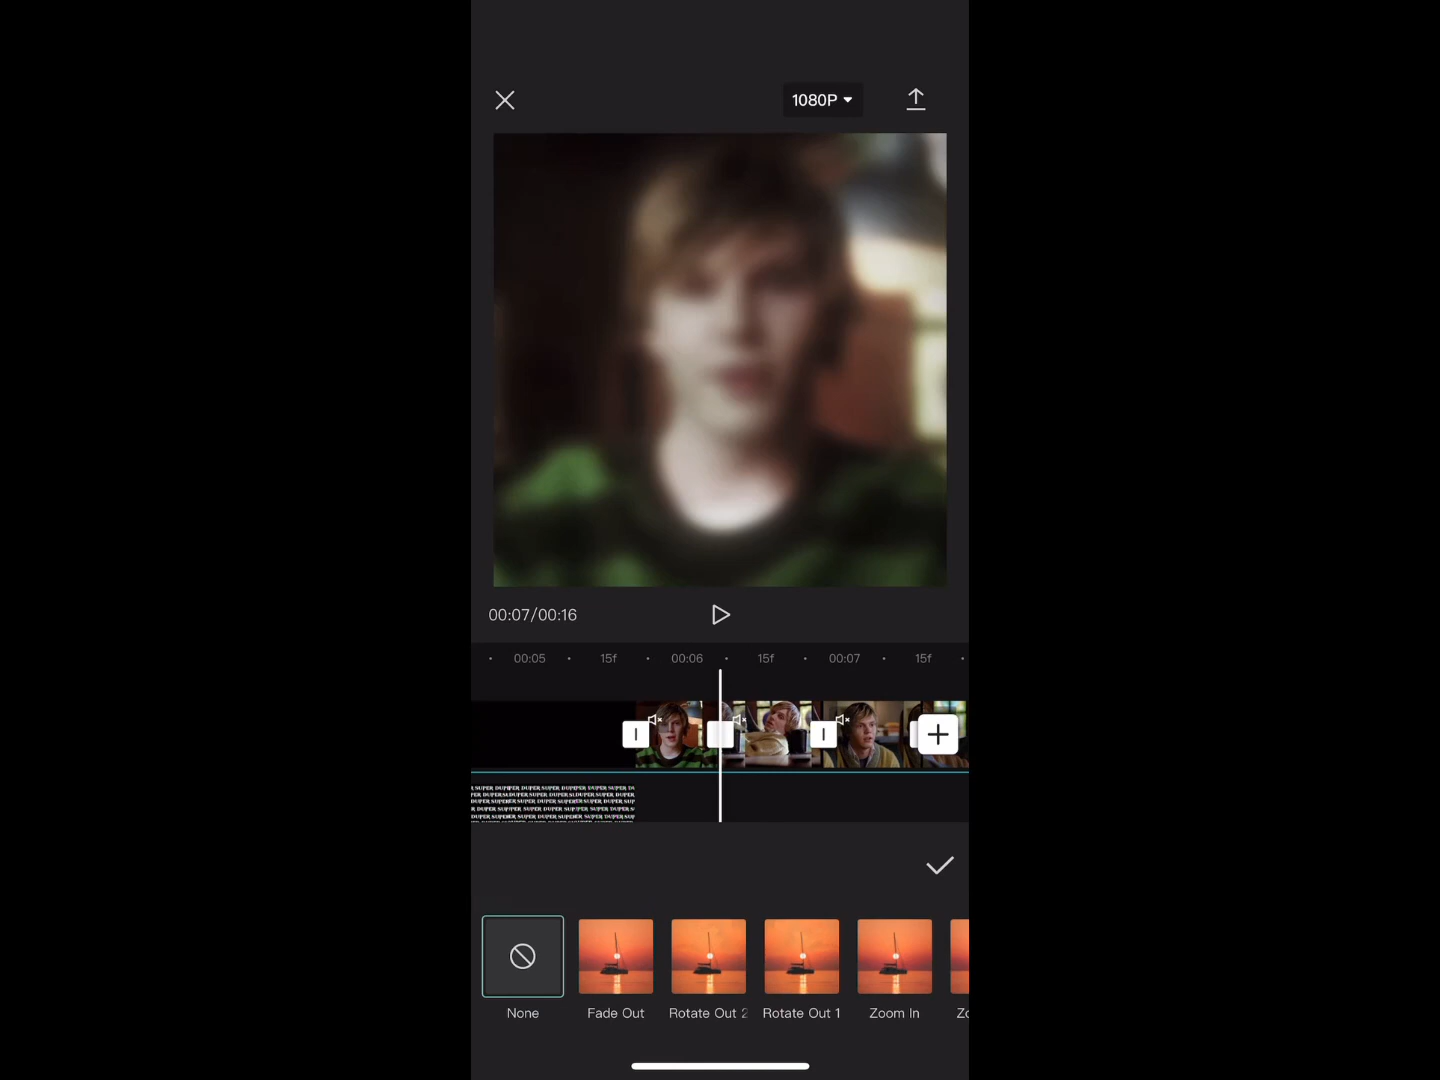 1080P
00:07/00:16
00:05 15f 00:06 15f 00:07 15f
None Fade Out Rotate Out 2 Rotate Out 1 Zoom In Zo